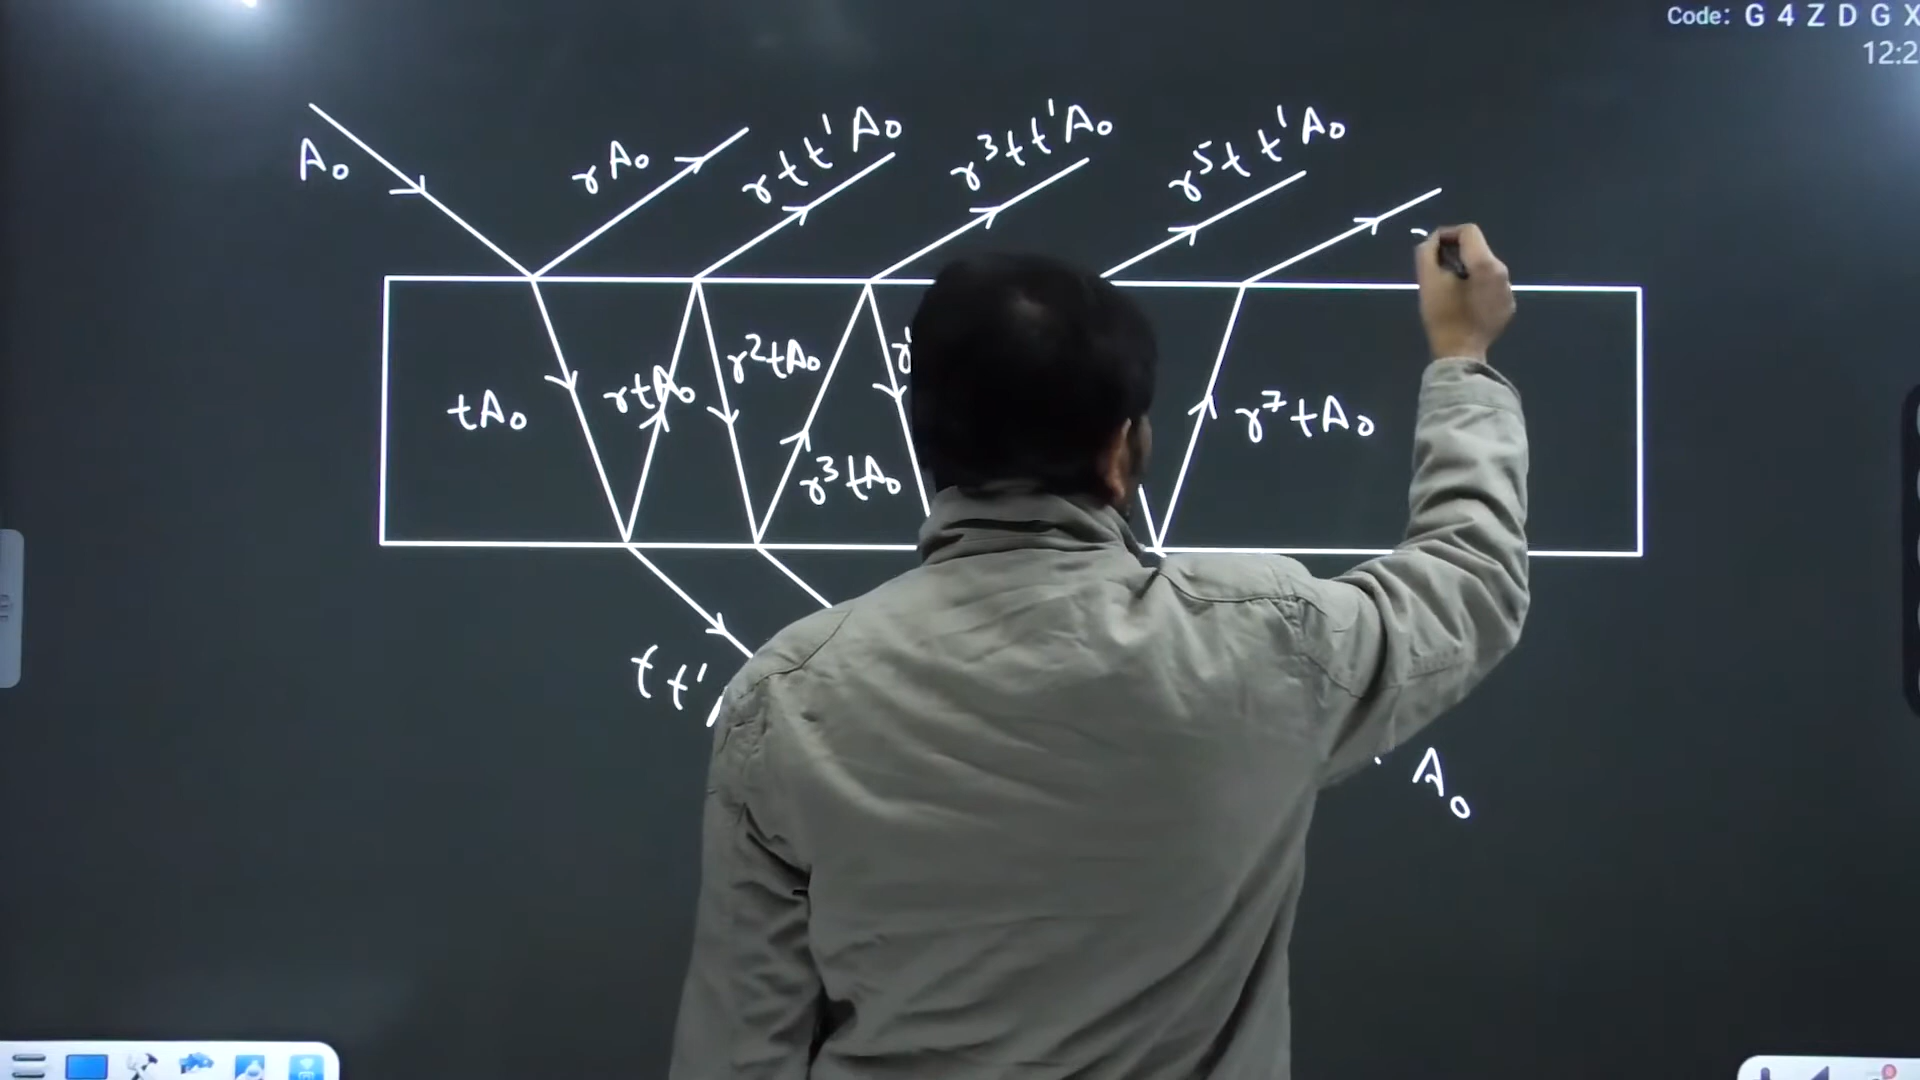 Code: G 4 Z D G X
12:2
A₀
rA₀
rtt'A₀
r³tt'A₀
r⁵tt'A₀
tA₀
rtA₀
r²tA₀
r³tA₀
r⁷tA₀
tt'
A₀